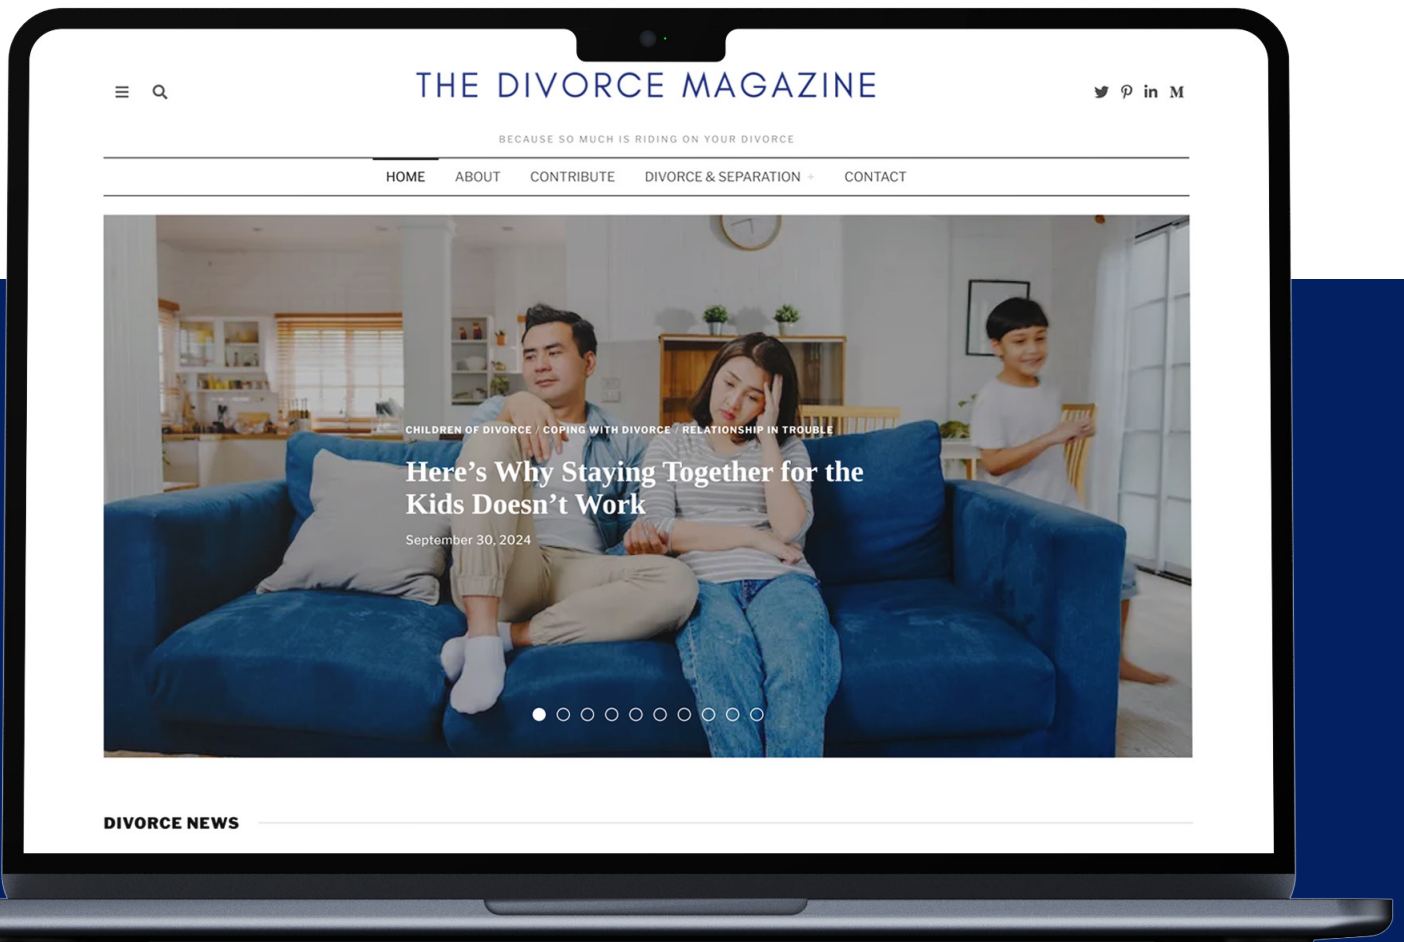 THE DIVORCE MAGAZINE
BECAUSE SO MUCH IS RIDING ON YOUR DIVORCE
HOME ABOUT CONTRIBUTE DIVORCE & SEPARATION + CONTACT
CHILDREN OF DIVORCE / COPING WITH DIVORCE / RELATIONSHIP IN TROUBLE
Here’s Why Staying Together for the
Kids Doesn’t Work
September 30, 2024
DIVORCE NEWS